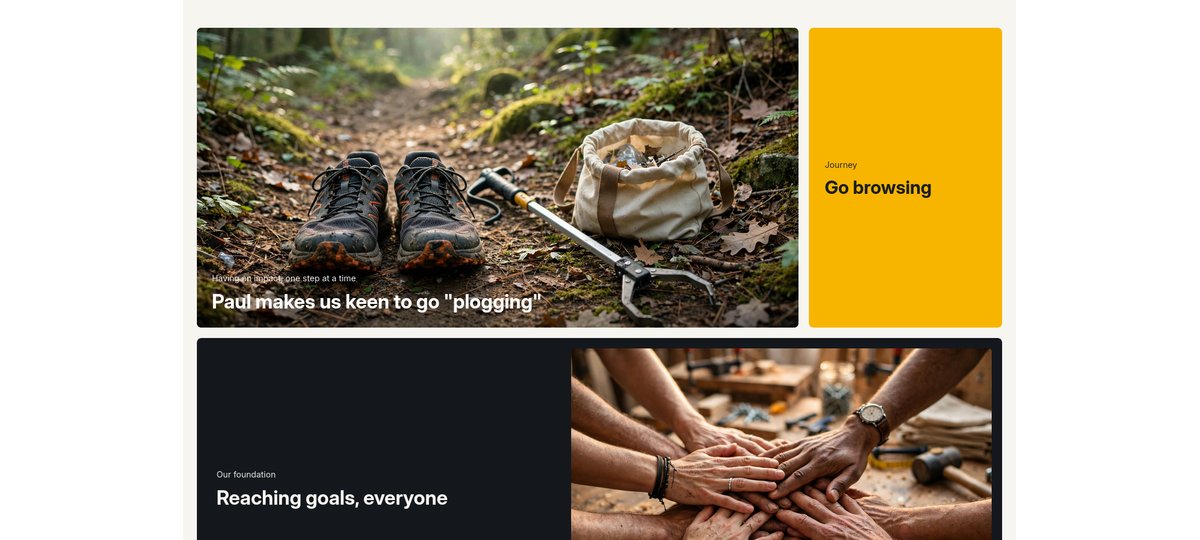 Having an impact, one step at a time
Paul makes us keen to go "plogging"
Journey
Go browsing
Our foundation
Reaching goals, everyone